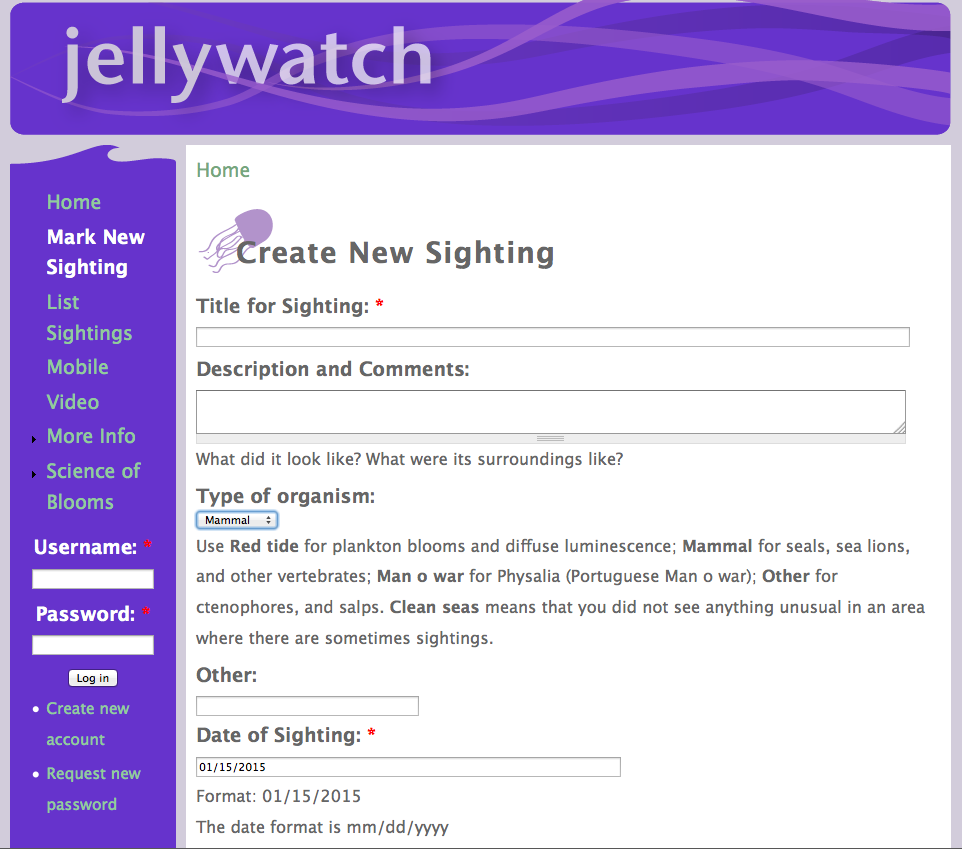 jellywatch
Home
Mark New
Sighting
List
Sightings
Mobile
Video
More Info
Science of
Blooms
Username: *
Password: *
Log in
Create new
account
Request new
password
Home
Create New Sighting
Title for Sighting: *
Description and Comments:
What did it look like? What were its surroundings like?
Type of organism:
Mammal
Use Red tide for plankton blooms and diffuse luminescence; Mammal for seals, sea lions,
and other vertebrates; Man o war for Physalia (Portuguese Man o war); Other for
ctenophores, and salps. Clean seas means that you did not see anything unusual in an area
where there are sometimes sightings.
Other:
Date of Sighting: *
01/15/2015
Format: 01/15/2015
The date format is mm/dd/yyyy